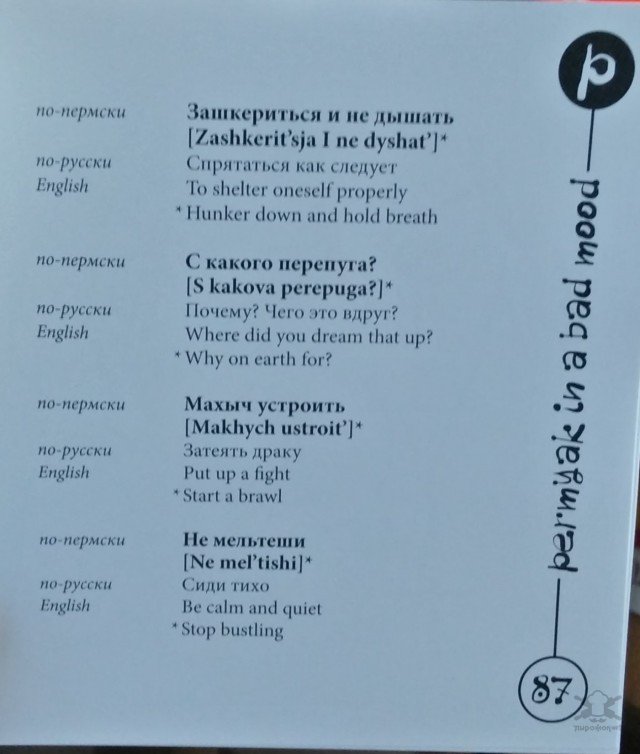 по-пермски Зашкериться и не дышать
[Zashkerit'sja I ne dyshat']*
по-русски Спрятаться как следует
English To shelter oneself properly
* Hunker down and hold breath
по-пермски С какого перепуга?
[S kakova perepuga?]*
по-русски Почему? Чего это вдруг?
English Where did you dream that up?
* Why on earth for?
по-пермски Махыч устроить
[Makhych ustroit']*
по-русски Затеять драку
English Put up a fight
* Start a brawl
по-пермски Не мельтеши
[Ne mel'tishi]*
по-русски Сиди тихо
English Be calm and quiet
* Stop bustling
p
permyak in a bad mood
87